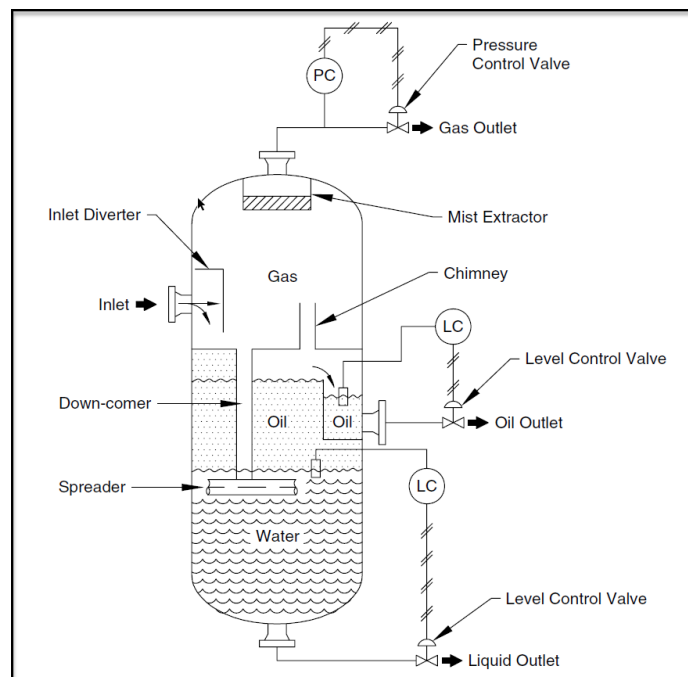 PC
Pressure
Control Valve
Gas Outlet
Mist Extractor
Inlet Diverter
Gas
Chimney
Inlet
LC
Level Control Valve
Down-comer
Oil
Oil
Oil Outlet
Spreader
LC
Water
Level Control Valve
Liquid Outlet